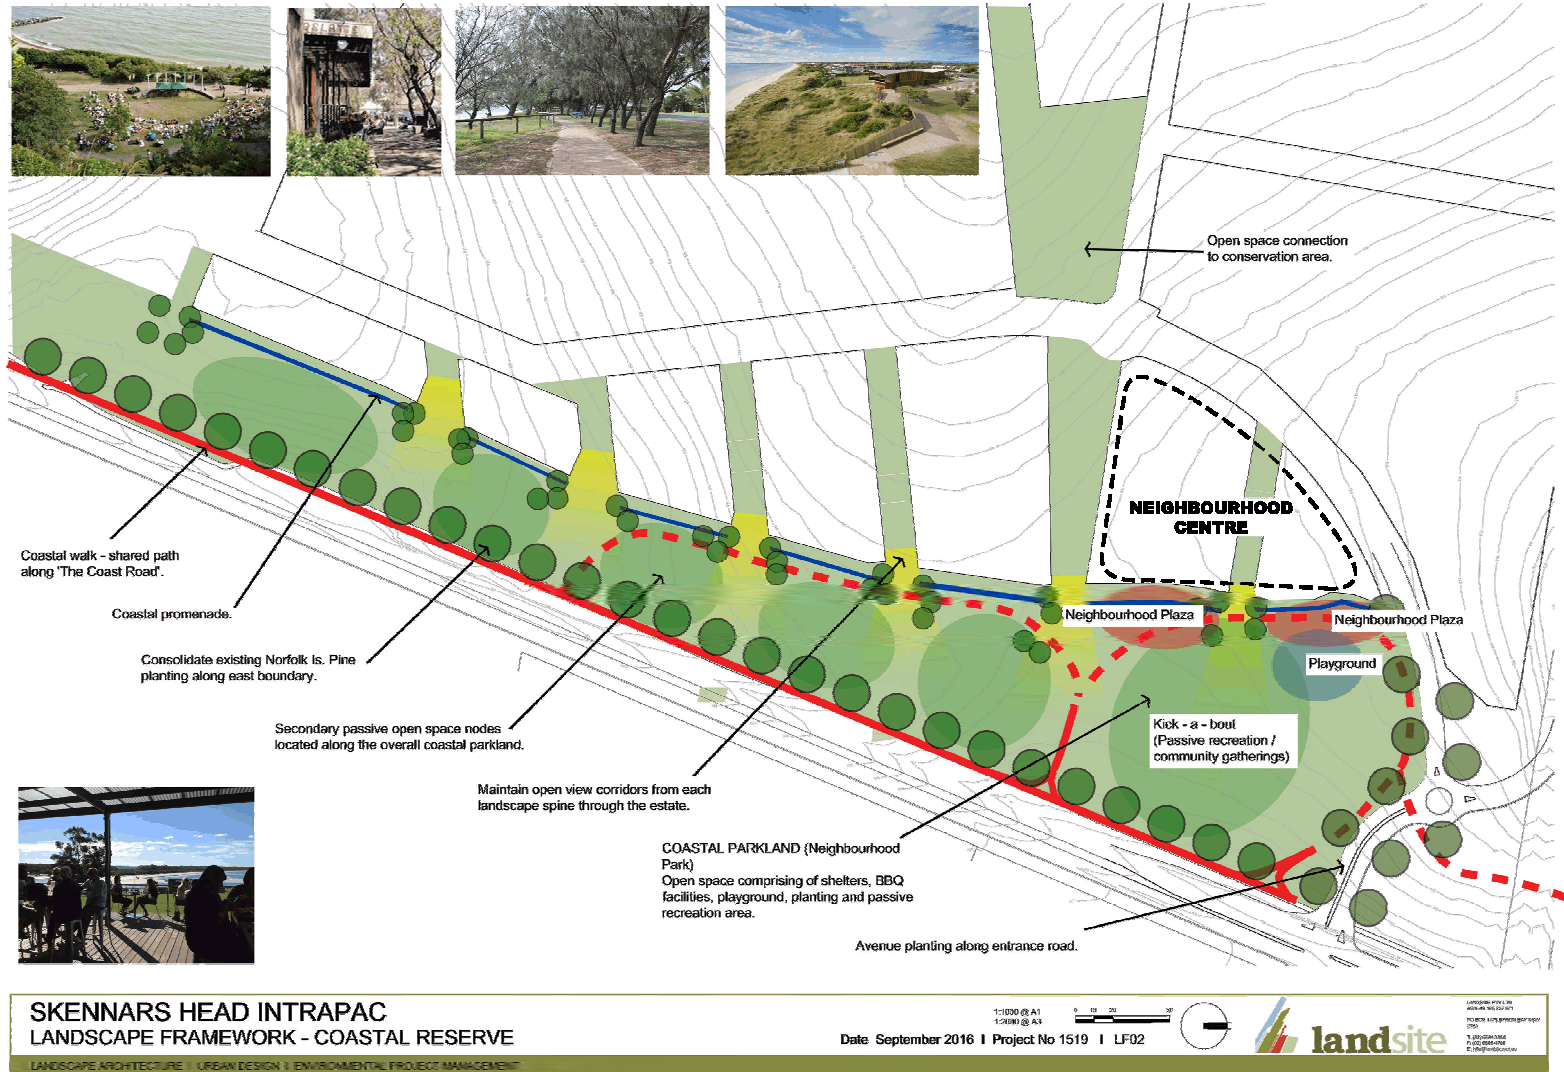 Open space connection
to conservation area.
NEIGHBOURHOOD
CENTRE
Neighbourhood Plaza
Neighbourhood Plaza
Playground
Kick - a - bout
(Passive recreation /
community gatherings)
Coastal walk - shared path
along 'The Coast Road'.
Coastal promenade.
Consolidate existing Norfolk Is. Pine
planting along east boundary.
Secondary passive open space nodes
located along the overall coastal parkland.
Maintain open view corridors from each
landscape spine through the estate.
COASTAL PARKLAND (Neighbourhood
Park)
Open space comprising of shelters, BBQ
facilities, playground, planting and passive
recreation area.
Avenue planting along entrance road.
SKENNARS HEAD INTRAPAC
LANDSCAPE FRAMEWORK - COASTAL RESERVE
LANDSCAPE ARCHITECTURE I URBAN DESIGN I ENVIRONMENTAL PROJECT MANAGEMENT
1:1000 @ A1
1:2000 @ A3
Date September 2016 I Project No 1519 I LF02
landsite